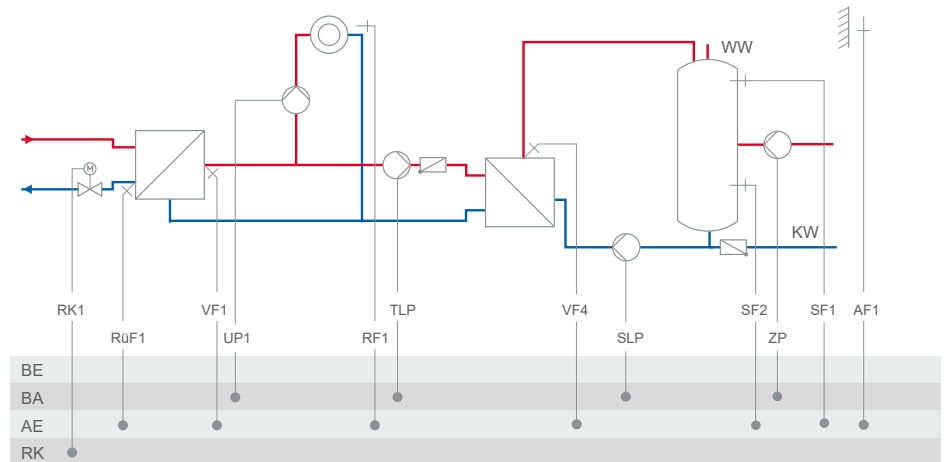 WW
M
KW
RK1 VF1 TLP VF4 SF2 SF1 AF1
RüF1 UP1 RF1 SLP ZP
BE
BA
AE
RK